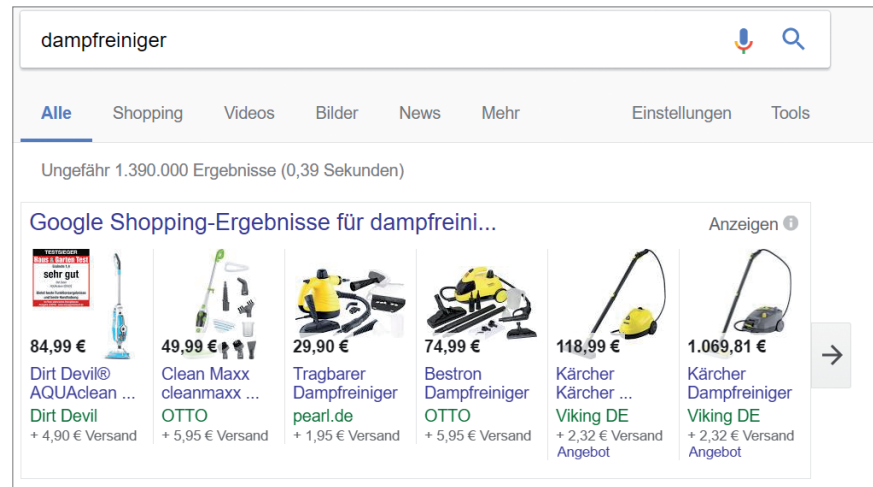 dampfreiniger
Alle Shopping Videos Bilder News Mehr Einstellungen Tools
Ungefähr 1.390.000 Ergebnisse (0,39 Sekunden)
Google Shopping-Ergebnisse für dampfreini...
Anzeigen
TESTSIEGER
Haus & Garten Test
sehr gut
84,99 €
Dirt Devil®
AQUAclean ...
Dirt Devil
+ 4,90 € Versand
49,99 €
Clean Maxx
cleanmaxx ...
OTTO
+ 5,95 € Versand
29,90 €
Tragbarer
Dampfreiniger
pearl.de
+ 1,95 € Versand
74,99 €
Bestron
Dampfreiniger
OTTO
+ 5,95 € Versand
118,99 €
Kärcher
Kärcher ...
Viking DE
+ 2,32 € Versand
Angebot
1.069,81 €
Kärcher
Dampfreiniger
Viking DE
+ 2,32 € Versand
Angebot